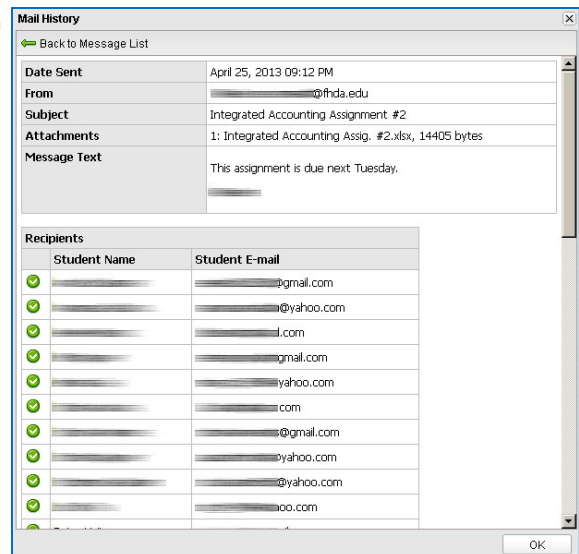 Mail History
Back to Message List
Date Sent April 25, 2013 09:12 PM
From @fhda.edu
Subject Integrated Accounting Assignment #2
Attachments 1: Integrated Accounting Assig. #2.xlsx, 14405 bytes
Message Text This assignment is due next Tuesday.
Recipients
Student Name Student E-mail
@gmail.com
@yahoo.com
.com
gmail.com
yahoo.com
com
@gmail.com
yahoo.com
@yahoo.com
oo.com
OK